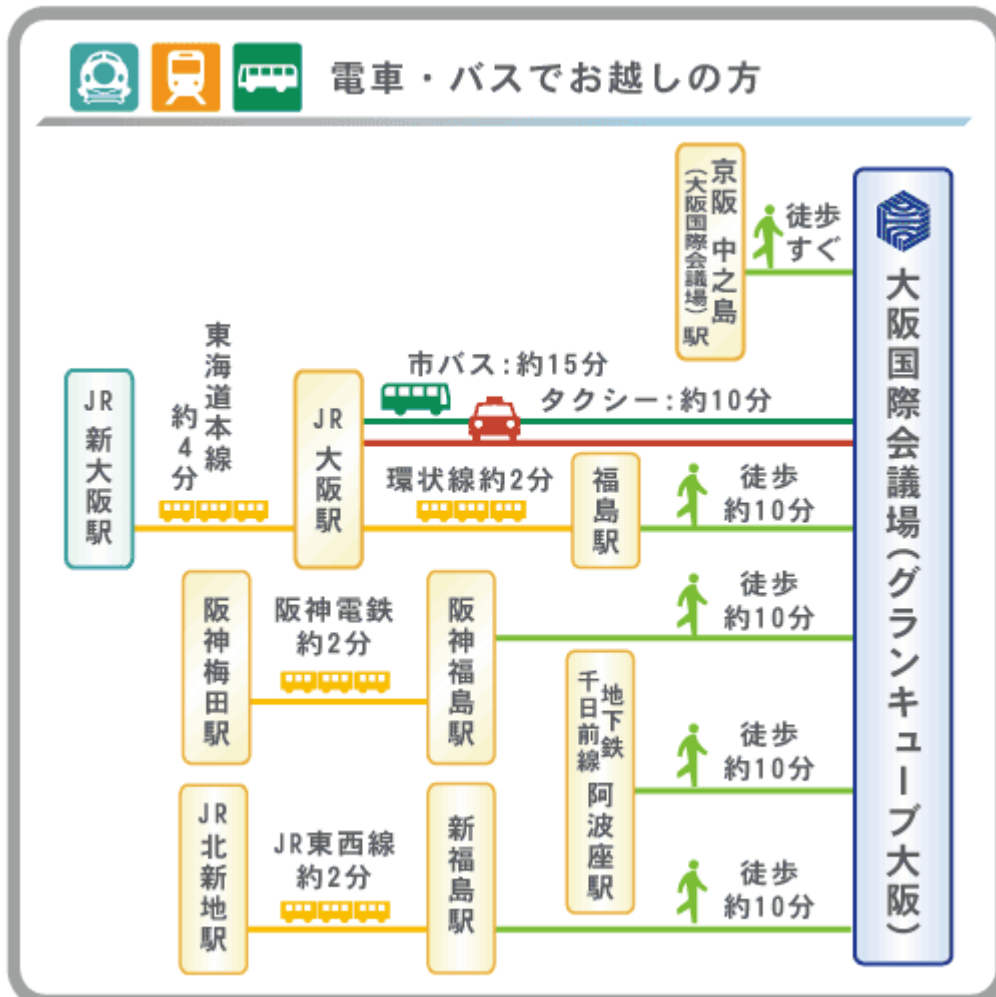 電車・バスでお越しの方
京阪 中之島
(大阪国際会議場)駅
徒歩
すぐ
大阪国際会議場(グランキューブ大阪)
JR 新大阪駅
東海道本線
約4分
JR 大阪駅
市バス:約15分
タクシー:約10分
環状線約2分
福島駅
徒歩
約10分
阪神梅田駅
阪神電鉄
約2分
阪神福島駅
徒歩
約10分
地下鉄
千日前線
阿波座駅
徒歩
約10分
JR北新地駅
JR東西線
約2分
新福島駅
徒歩
約10分